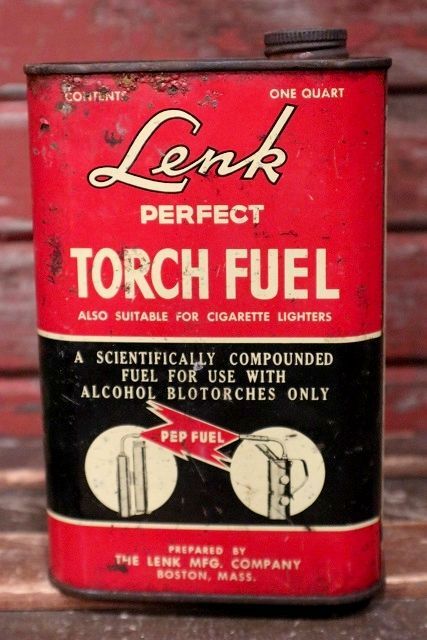 CONTENTS ONE QUART
Lenk
PERFECT
TORCH FUEL
ALSO SUITABLE FOR CIGARETTE LIGHTERS
A SCIENTIFICALLY COMPOUNDED
FUEL FOR USE WITH
ALCOHOL BLOTORCHES ONLY
PEP FUEL
PREPARED BY
THE LENK MFG. COMPANY
BOSTON, MASS.